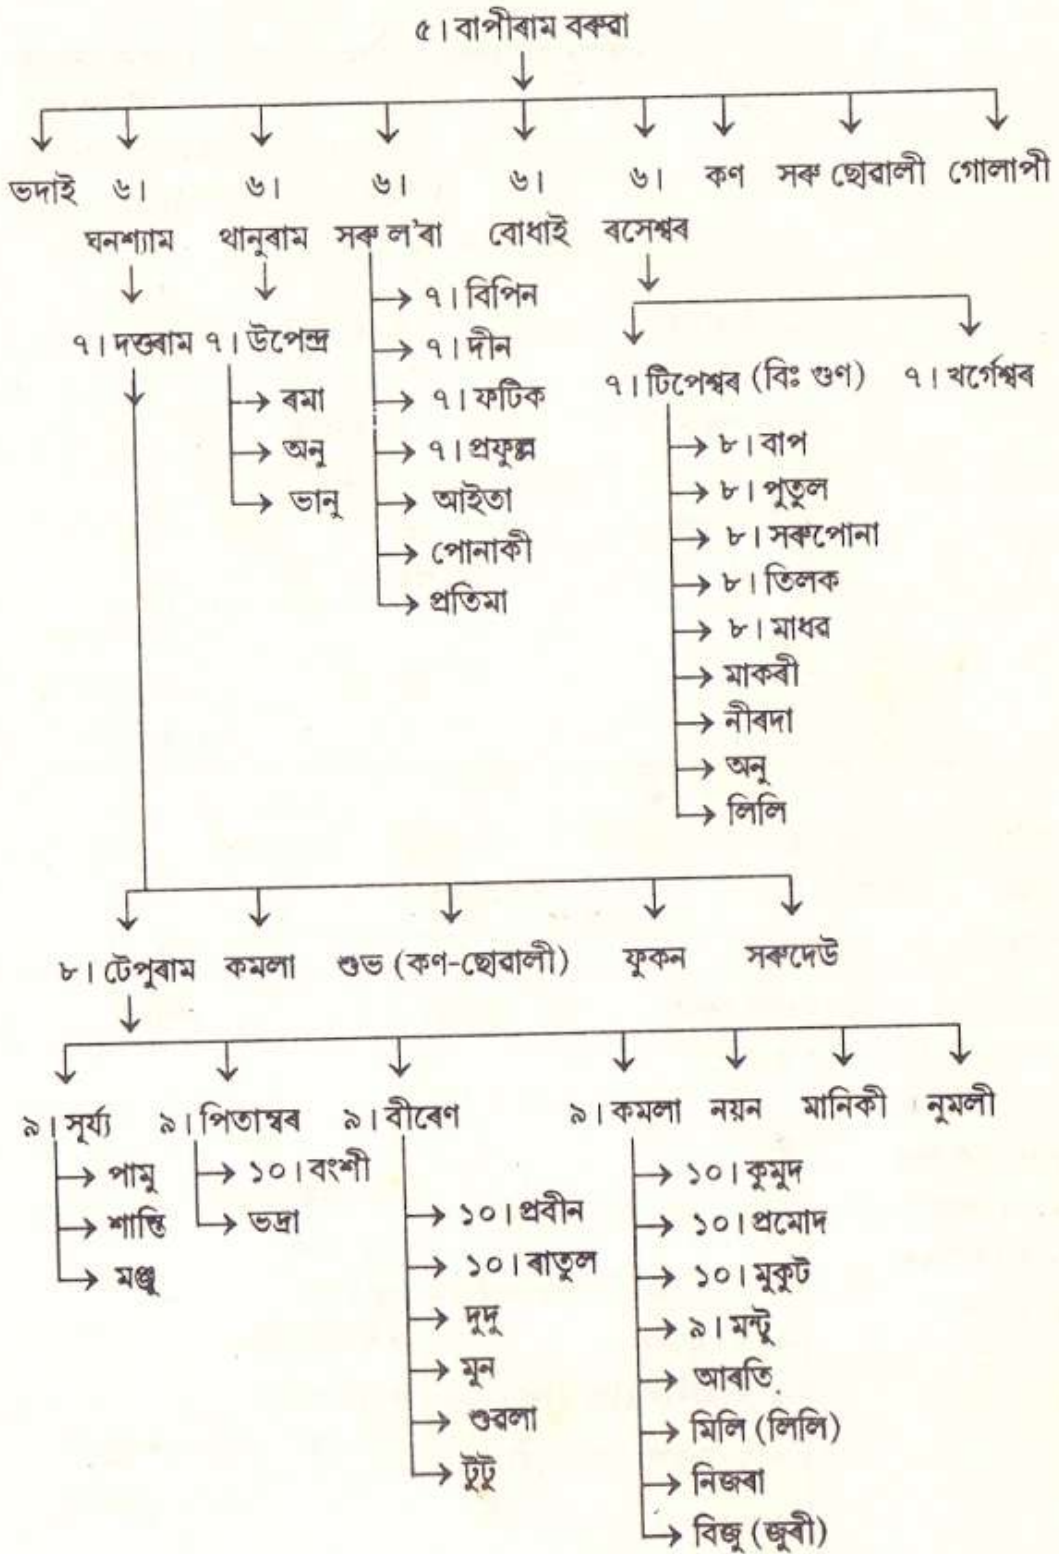 ৫। বাপীৰাম বৰুৱা
ভদাই ৬। ৬। ৬। ৬। ৬। কণ সৰু ছোৱালী গোলাপী
ঘনশ্যাম থানুৰাম সৰু ল'ৰা বোধাই ৰসেশ্বৰ
৭। বিপিন
৭। দত্তৰাম ৭। উপেন্দ্ৰ ৭। দীন
৭। টিপেশ্বৰ (বিঃ গুণ) ৭। খৰ্গেশ্বৰ
ৰমা ৭। ফটিক
অনু ৭। প্ৰফুল্ল ৮। বাপ
ভানু আইতা ৮। পুতুল
পোনাকী ৮। সৰুপোনা
প্ৰতিমা ৮। তিলক
৮। মাধৱ
মাকৰী
নীৰদা
অনু
লিলি
৮। টেপুৰাম কমলা শুভ (কণ-ছোৱালী) ফুকন সৰুদেউ
৯। সূৰ্য্য ৯। পিতাম্বৰ ৯। বীৰেণ ৯। কমলা নয়ন মানিকী নুমলী
পামু ১০। বংশী ১০। কুমুদ
শান্তি ভদ্ৰা ১০। প্ৰবীন ১০। প্ৰমোদ
মঞ্জু ১০। ৰাতুল ১০। মুকুট
দুদু ৯। মন্টু
মুন আৰতি
শুৱলা মিলি (লিলি)
টুটু নিজৰা
বিজু (জুৰী)